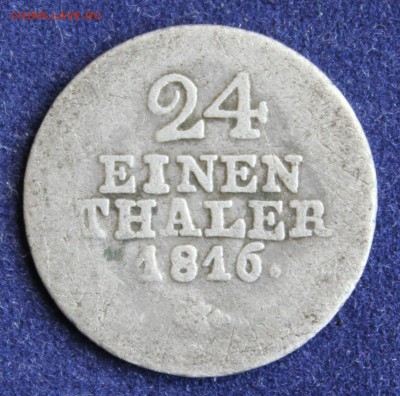 24
EINEN
THALER
1816.